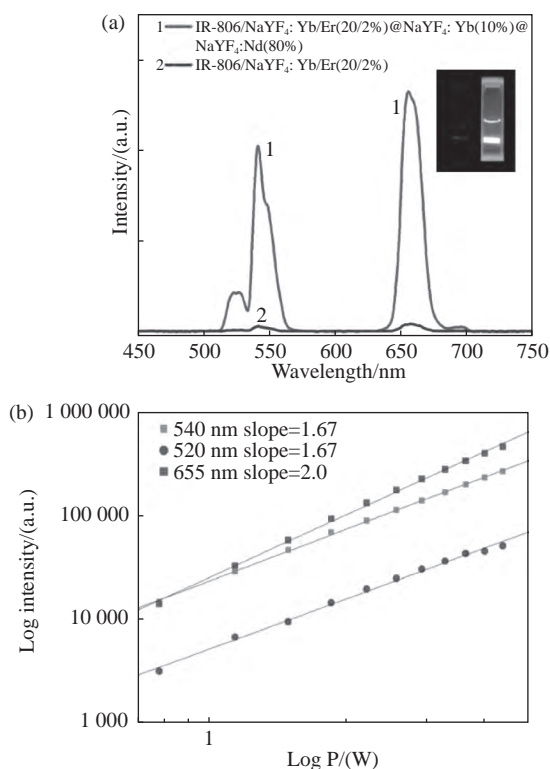 (a)
1 — IR-806/NaYF₄: Yb/Er(20/2%)@NaYF₄: Yb(10%)@
NaYF₄:Nd(80%)
2 — IR-806/NaYF₄: Yb/Er(20/2%)
1
1
2
Intensity/(a.u.)
450 500 550 600 650 700 750
Wavelength/nm
(b)
1 000 000
100 000
10 000
1 000
540 nm slope=1.67
520 nm slope=1.67
655 nm slope=2.0
Log intensity/(a.u.)
1
Log P/(W)